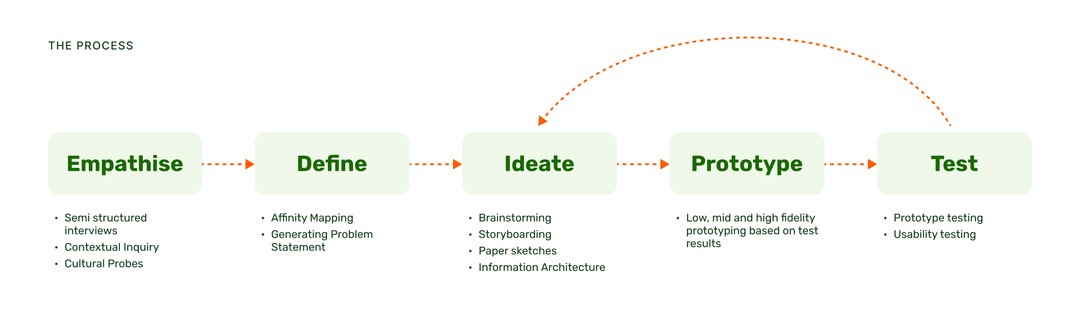 THE PROCESS
Empathise
Define
Ideate
Prototype
Test
• Semi structured
interviews
• Contextual Inquiry
• Cultural Probes
• Affinity Mapping
• Generating Problem
Statement
• Brainstorming
• Storyboarding
• Paper sketches
• Information Architecture
• Low, mid and high fidelity
prototyping based on test
results
• Prototype testing
• Usability testing